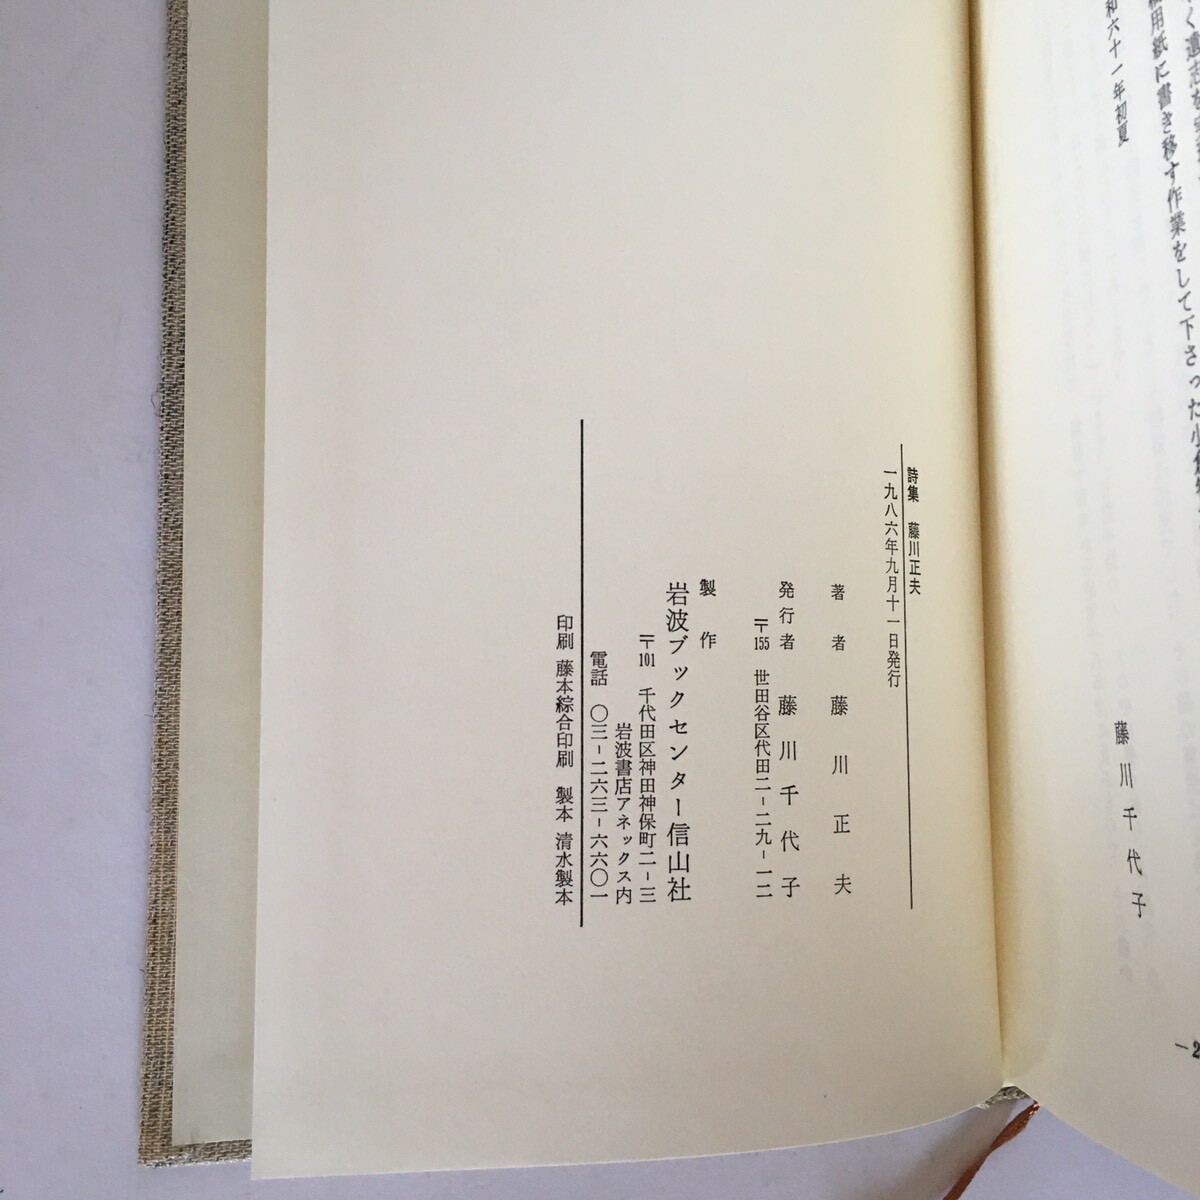 用紙に書き移す作業をして下さった
和六十一年初夏
藤川千代子
詩集 藤川正夫
一九八六年九月十一日発行
著者 藤川正夫
発行者 藤川千代子
〒155 世田谷区代田二-二九-一二
製作
岩波ブックセンター信山社
〒101 千代田区神田神保町二-三
岩波書店アネックス内
電話 〇三-二六三-六六〇一
印刷 藤本綜合印刷 製本 清水製本